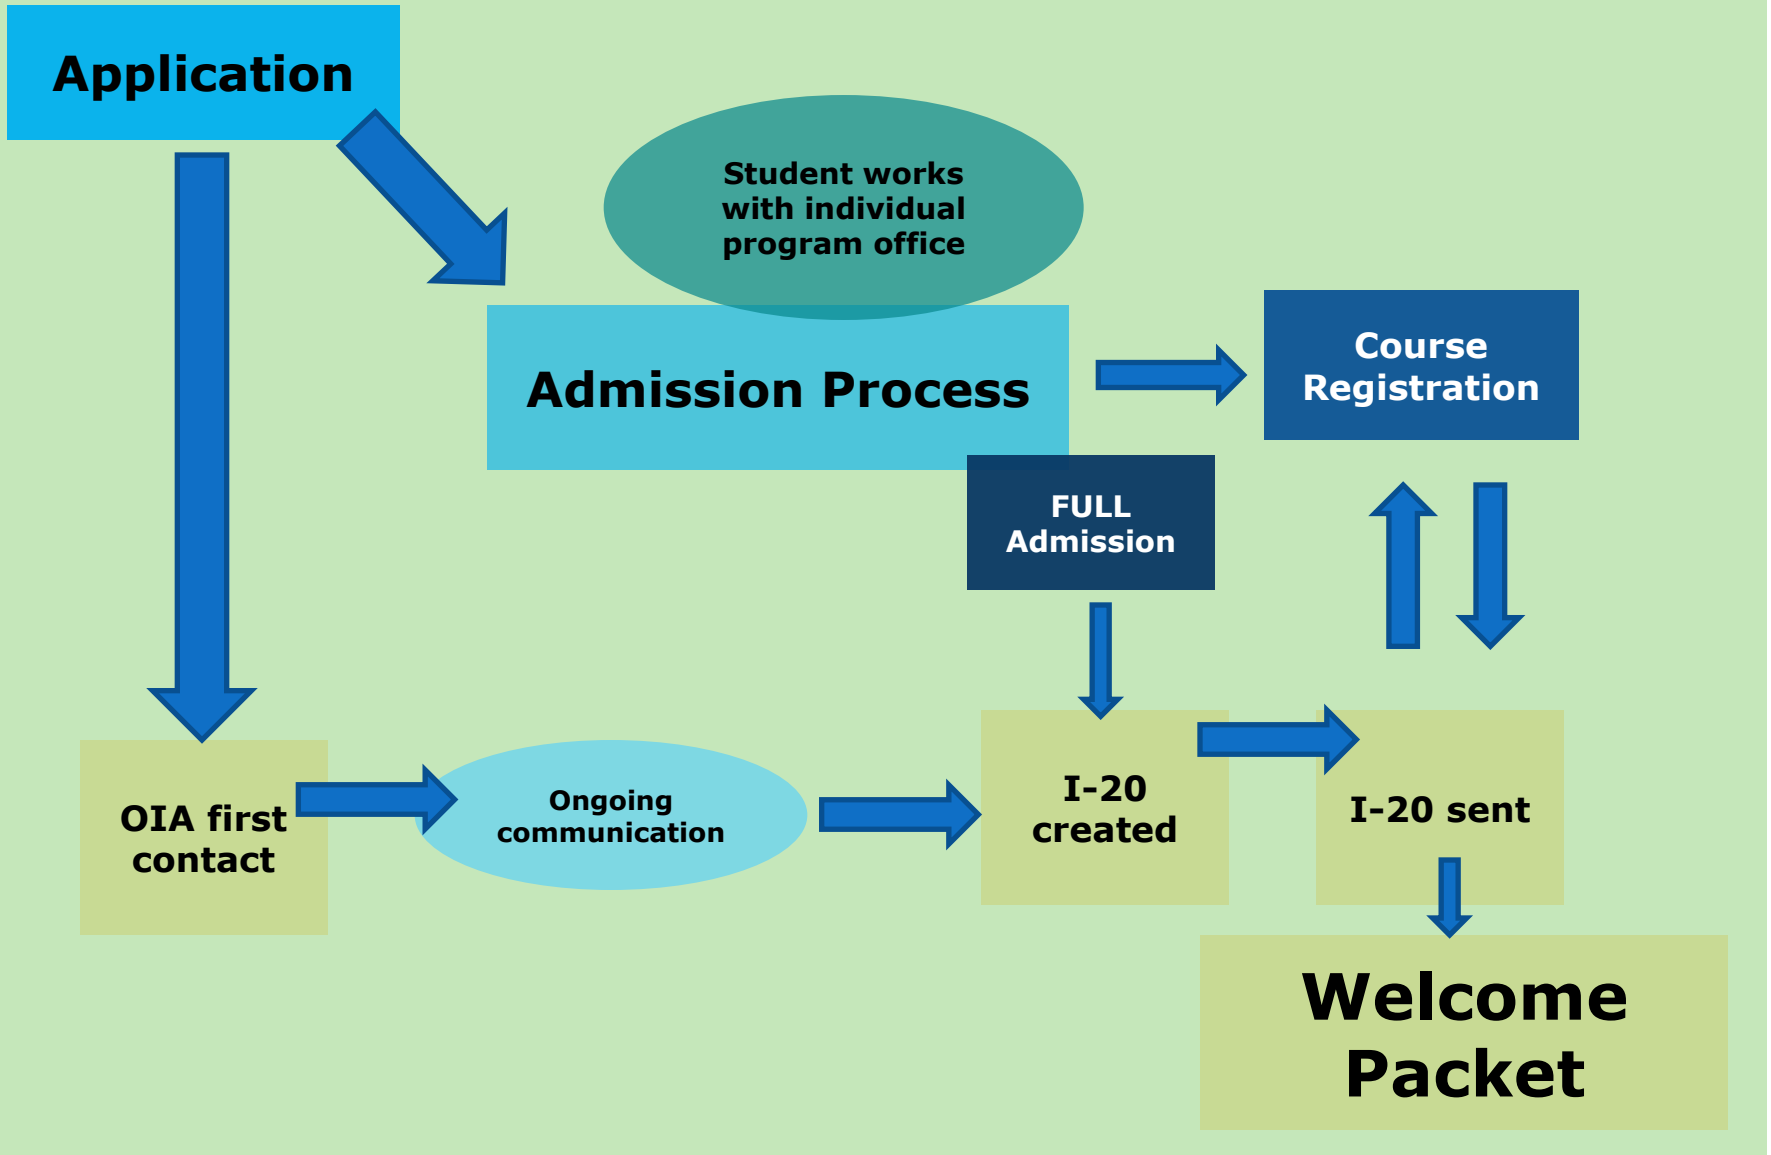 Application
Student works
with individual
program office
Admission Process
Course
Registration
FULL
Admission
OIA first
contact
Ongoing
communication
I-20
created
I-20 sent
Welcome
Packet